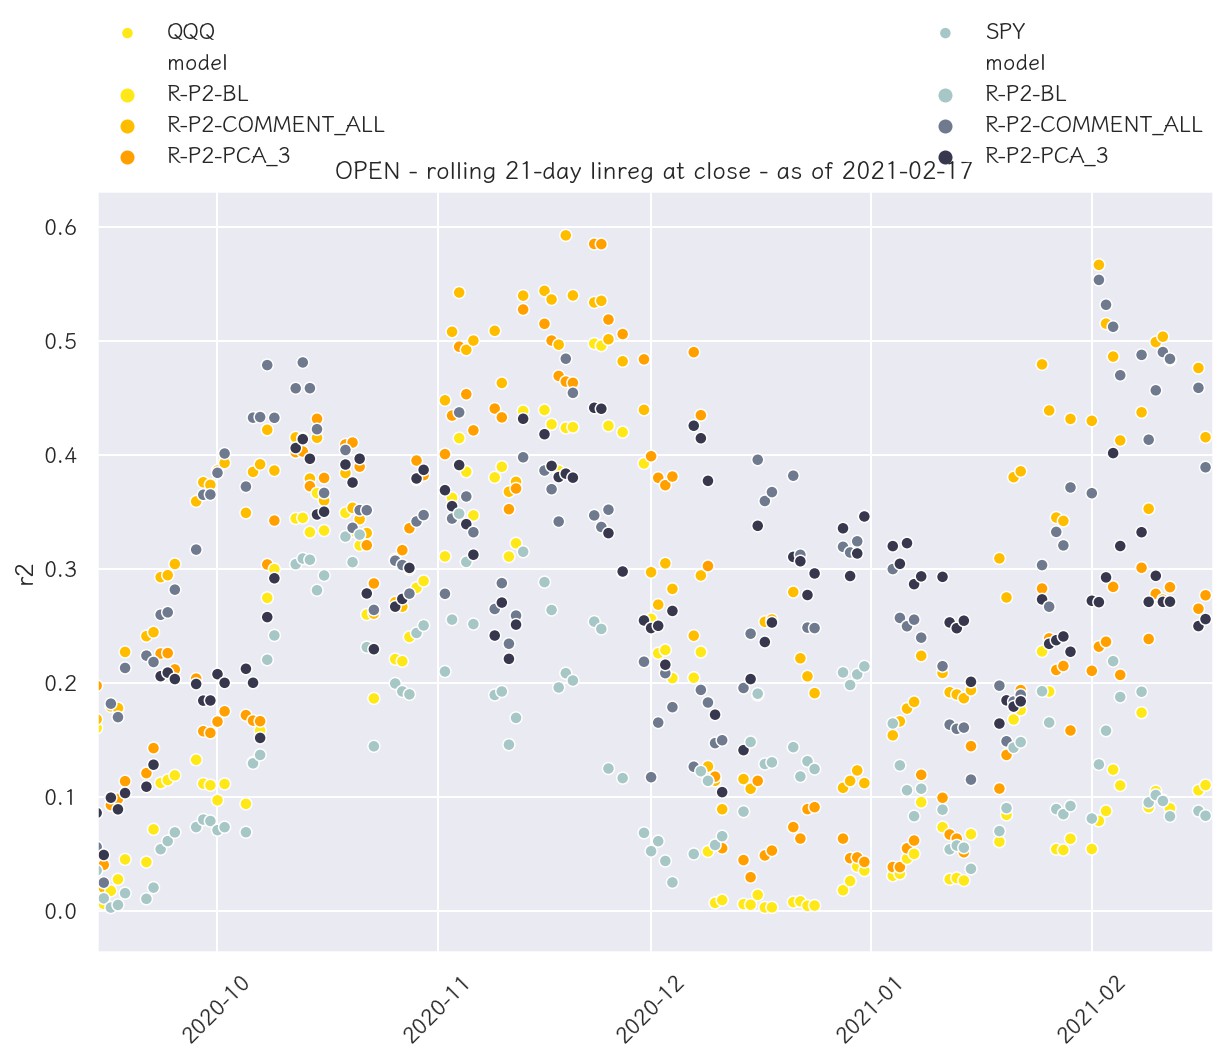 QQQ
model
R-P2-BL
R-P2-COMMENT_ALL
R-P2-PCA_3
SPY
model
R-P2-BL
R-P2-COMMENT_ALL
R-P2-PCA_3
OPEN - rolling 21-day linreg at close - as of 2021-02-17
0.6
0.5
0.4
0.3
0.2
0.1
0.0
r2
2020-10
2020-11
2020-12
2021-01
2021-02